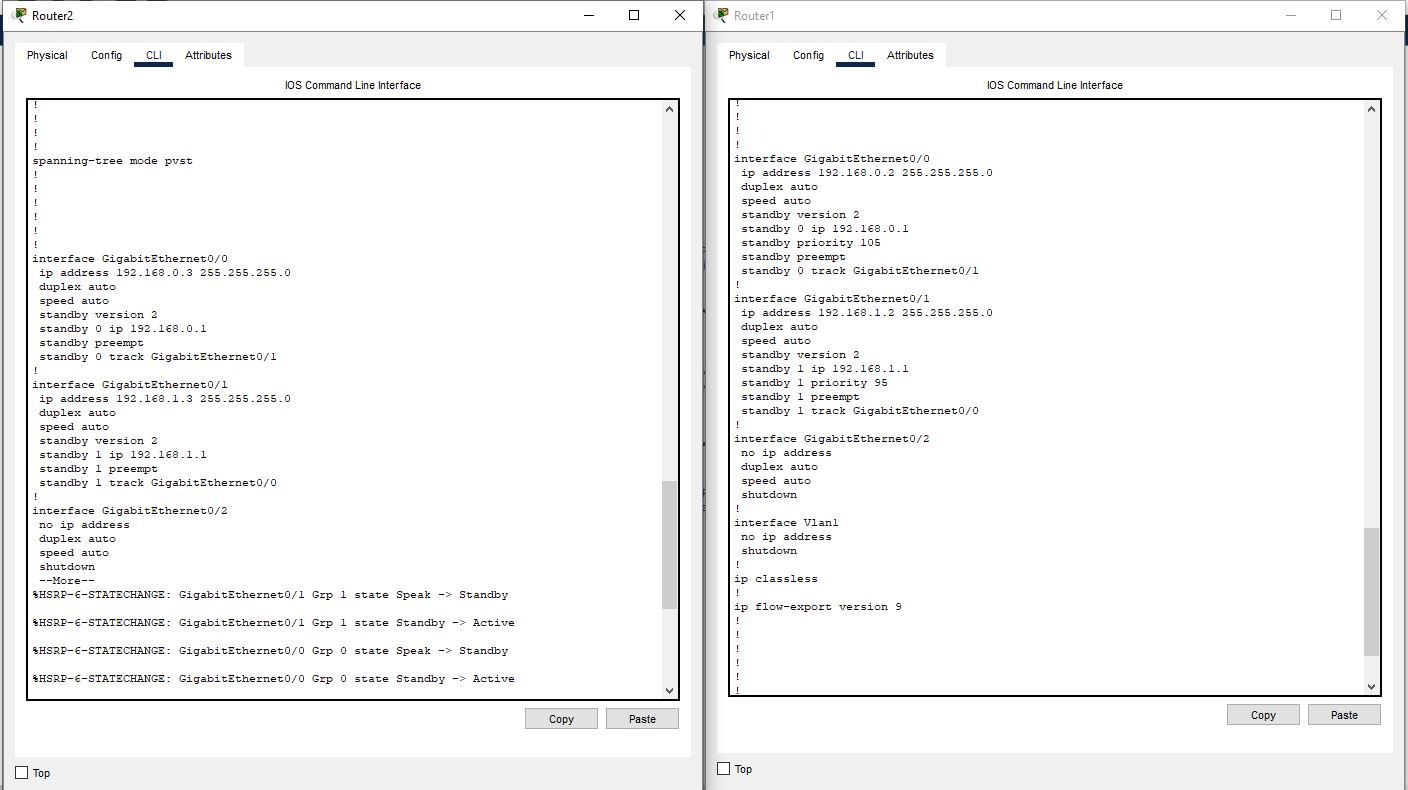 Router2
Physical Config CLI Attributes
IOS Command Line Interface
!
!
!
!
spanning-tree mode pvst
!
!
!
!
!
!
interface GigabitEthernet0/0
ip address 192.168.0.3 255.255.255.0
duplex auto
speed auto
standby version 2
standby 0 ip 192.168.0.1
standby preempt
standby 0 track GigabitEthernet0/1
!
interface GigabitEthernet0/1
ip address 192.168.1.3 255.255.255.0
duplex auto
speed auto
standby version 2
standby 1 ip 192.168.1.1
standby 1 preempt
standby 1 track GigabitEthernet0/0
!
interface GigabitEthernet0/2
no ip address
duplex auto
speed auto
shutdown
--More--
%HSRP-6-STATECHANGE: GigabitEthernet0/1 Grp 1 state Speak -> Standby
%HSRP-6-STATECHANGE: GigabitEthernet0/1 Grp 1 state Standby -> Active
%HSRP-6-STATECHANGE: GigabitEthernet0/0 Grp 0 state Speak -> Standby
%HSRP-6-STATECHANGE: GigabitEthernet0/0 Grp 0 state Standby -> Active
Copy Paste
Top
Router1
Physical Config CLI Attributes
IOS Command Line Interface
!
!
!
!
interface GigabitEthernet0/0
ip address 192.168.0.2 255.255.255.0
duplex auto
speed auto
standby version 2
standby 0 ip 192.168.0.1
standby priority 105
standby preempt
standby 0 track GigabitEthernet0/1
!
interface GigabitEthernet0/1
ip address 192.168.1.2 255.255.255.0
duplex auto
speed auto
standby version 2
standby 1 ip 192.168.1.1
standby 1 priority 95
standby 1 preempt
standby 1 track GigabitEthernet0/0
!
interface GigabitEthernet0/2
no ip address
duplex auto
speed auto
shutdown
!
interface Vlan1
no ip address
shutdown
!
ip classless
!
ip flow-export version 9
!
!
!
!
!
!
Copy Paste
Top